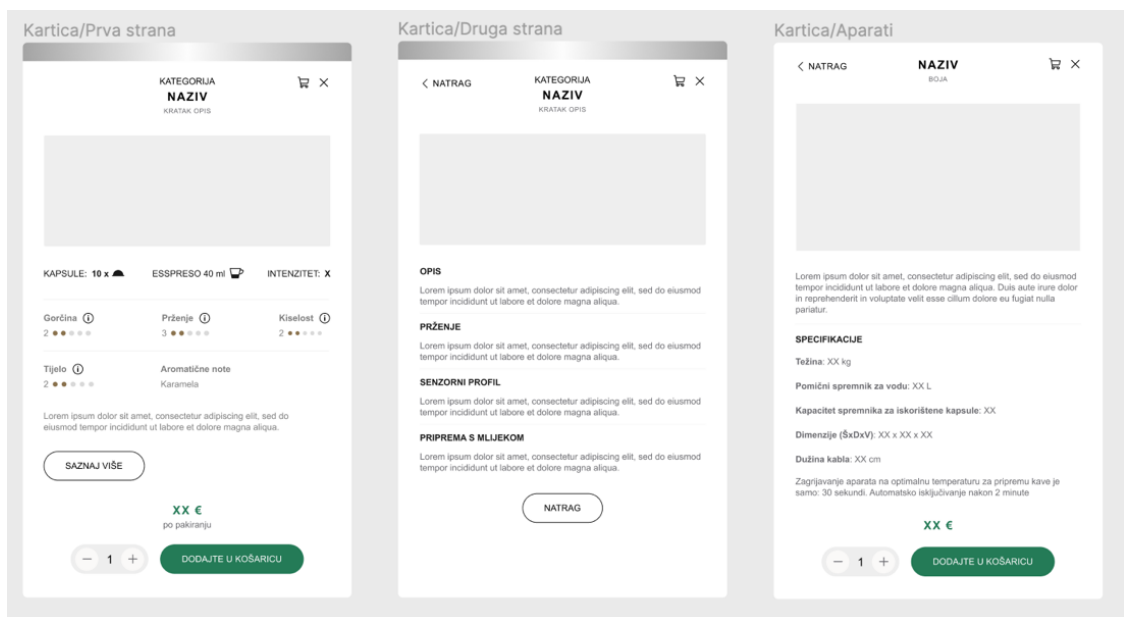 Kartica/Prva strana
KATEGORIJA
NAZIV
KRATAK OPIS
KAPSULE: 10 x
ESSPRESO 40 ml
INTENZITET: X
Gorčina
2
Prženje
3
Kiselost
2
Tijelo
2
Aromatične note
Karamela
Lorem ipsum dolor sit amet, consectetur adipiscing elit, sed do
eiusmod tempor incididunt ut labore et dolore magna aliqua.
SAZNAJ VIŠE
XX €
po pakiranju
− 1 +
DODAJTE U KOŠARICU
Kartica/Druga strana
< NATRAG
KATEGORIJA
NAZIV
KRATAK OPIS
OPIS
Lorem ipsum dolor sit amet, consectetur adipiscing elit, sed do eiusmod
tempor incididunt ut labore et dolore magna aliqua.
PRŽENJE
Lorem ipsum dolor sit amet, consectetur adipiscing elit, sed do eiusmod
tempor incididunt ut labore et dolore magna aliqua.
SENZORNI PROFIL
Lorem ipsum dolor sit amet, consectetur adipiscing elit, sed do eiusmod
tempor incididunt ut labore et dolore magna aliqua.
PRIPREMA S MLIJEKOM
Lorem ipsum dolor sit amet, consectetur adipiscing elit, sed do eiusmod
tempor incididunt ut labore et dolore magna aliqua.
NATRAG
Kartica/Aparati
< NATRAG
NAZIV
BOJA
Lorem ipsum dolor sit amet, consectetur adipiscing elit, sed do eiusmod
tempor incididunt ut labore et dolore magna aliqua. Duis aute irure dolor
in reprehenderit in voluptate velit esse cillum dolore eu fugiat nulla
pariatur.
SPECIFIKACIJE
Težina: XX kg
Pomični spremnik za vodu: XX L
Kapacitet spremnika za iskorištene kapsule: XX
Dimenzije (ŠxDxV): XX x XX x XX
Dužina kabla: XX cm
Zagrijavanje aparata na optimalnu temperaturu za pripremu kave je
samo: 30 sekundi. Automatsko isključivanje nakon 2 minute
XX €
− 1 +
DODAJTE U KOŠARICU